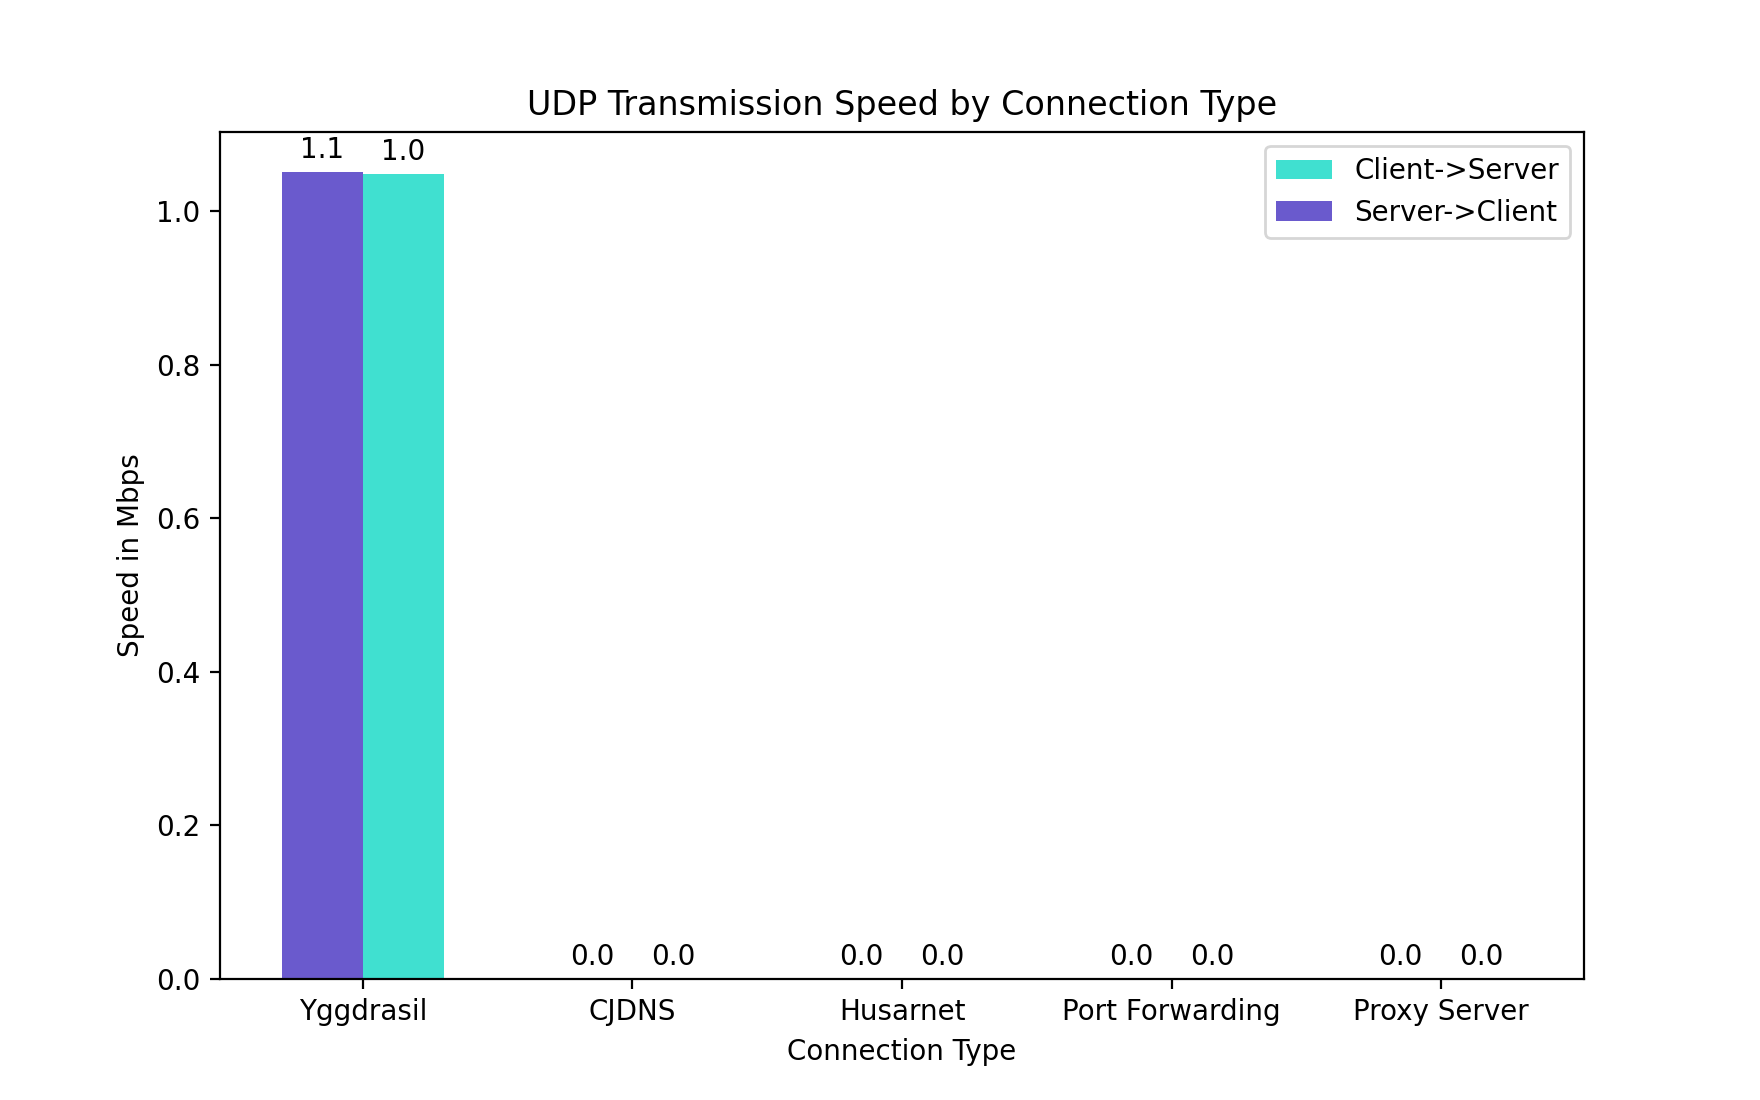 UDP Transmission Speed by Connection Type
1.1 1.0
Client->Server
Server->Client
1.0
0.8
0.6
0.4
0.2
0.0
Speed in Mbps
0.0 0.0 0.0 0.0 0.0 0.0 0.0 0.0
Yggdrasil CJDNS Husarnet Port Forwarding Proxy Server
Connection Type